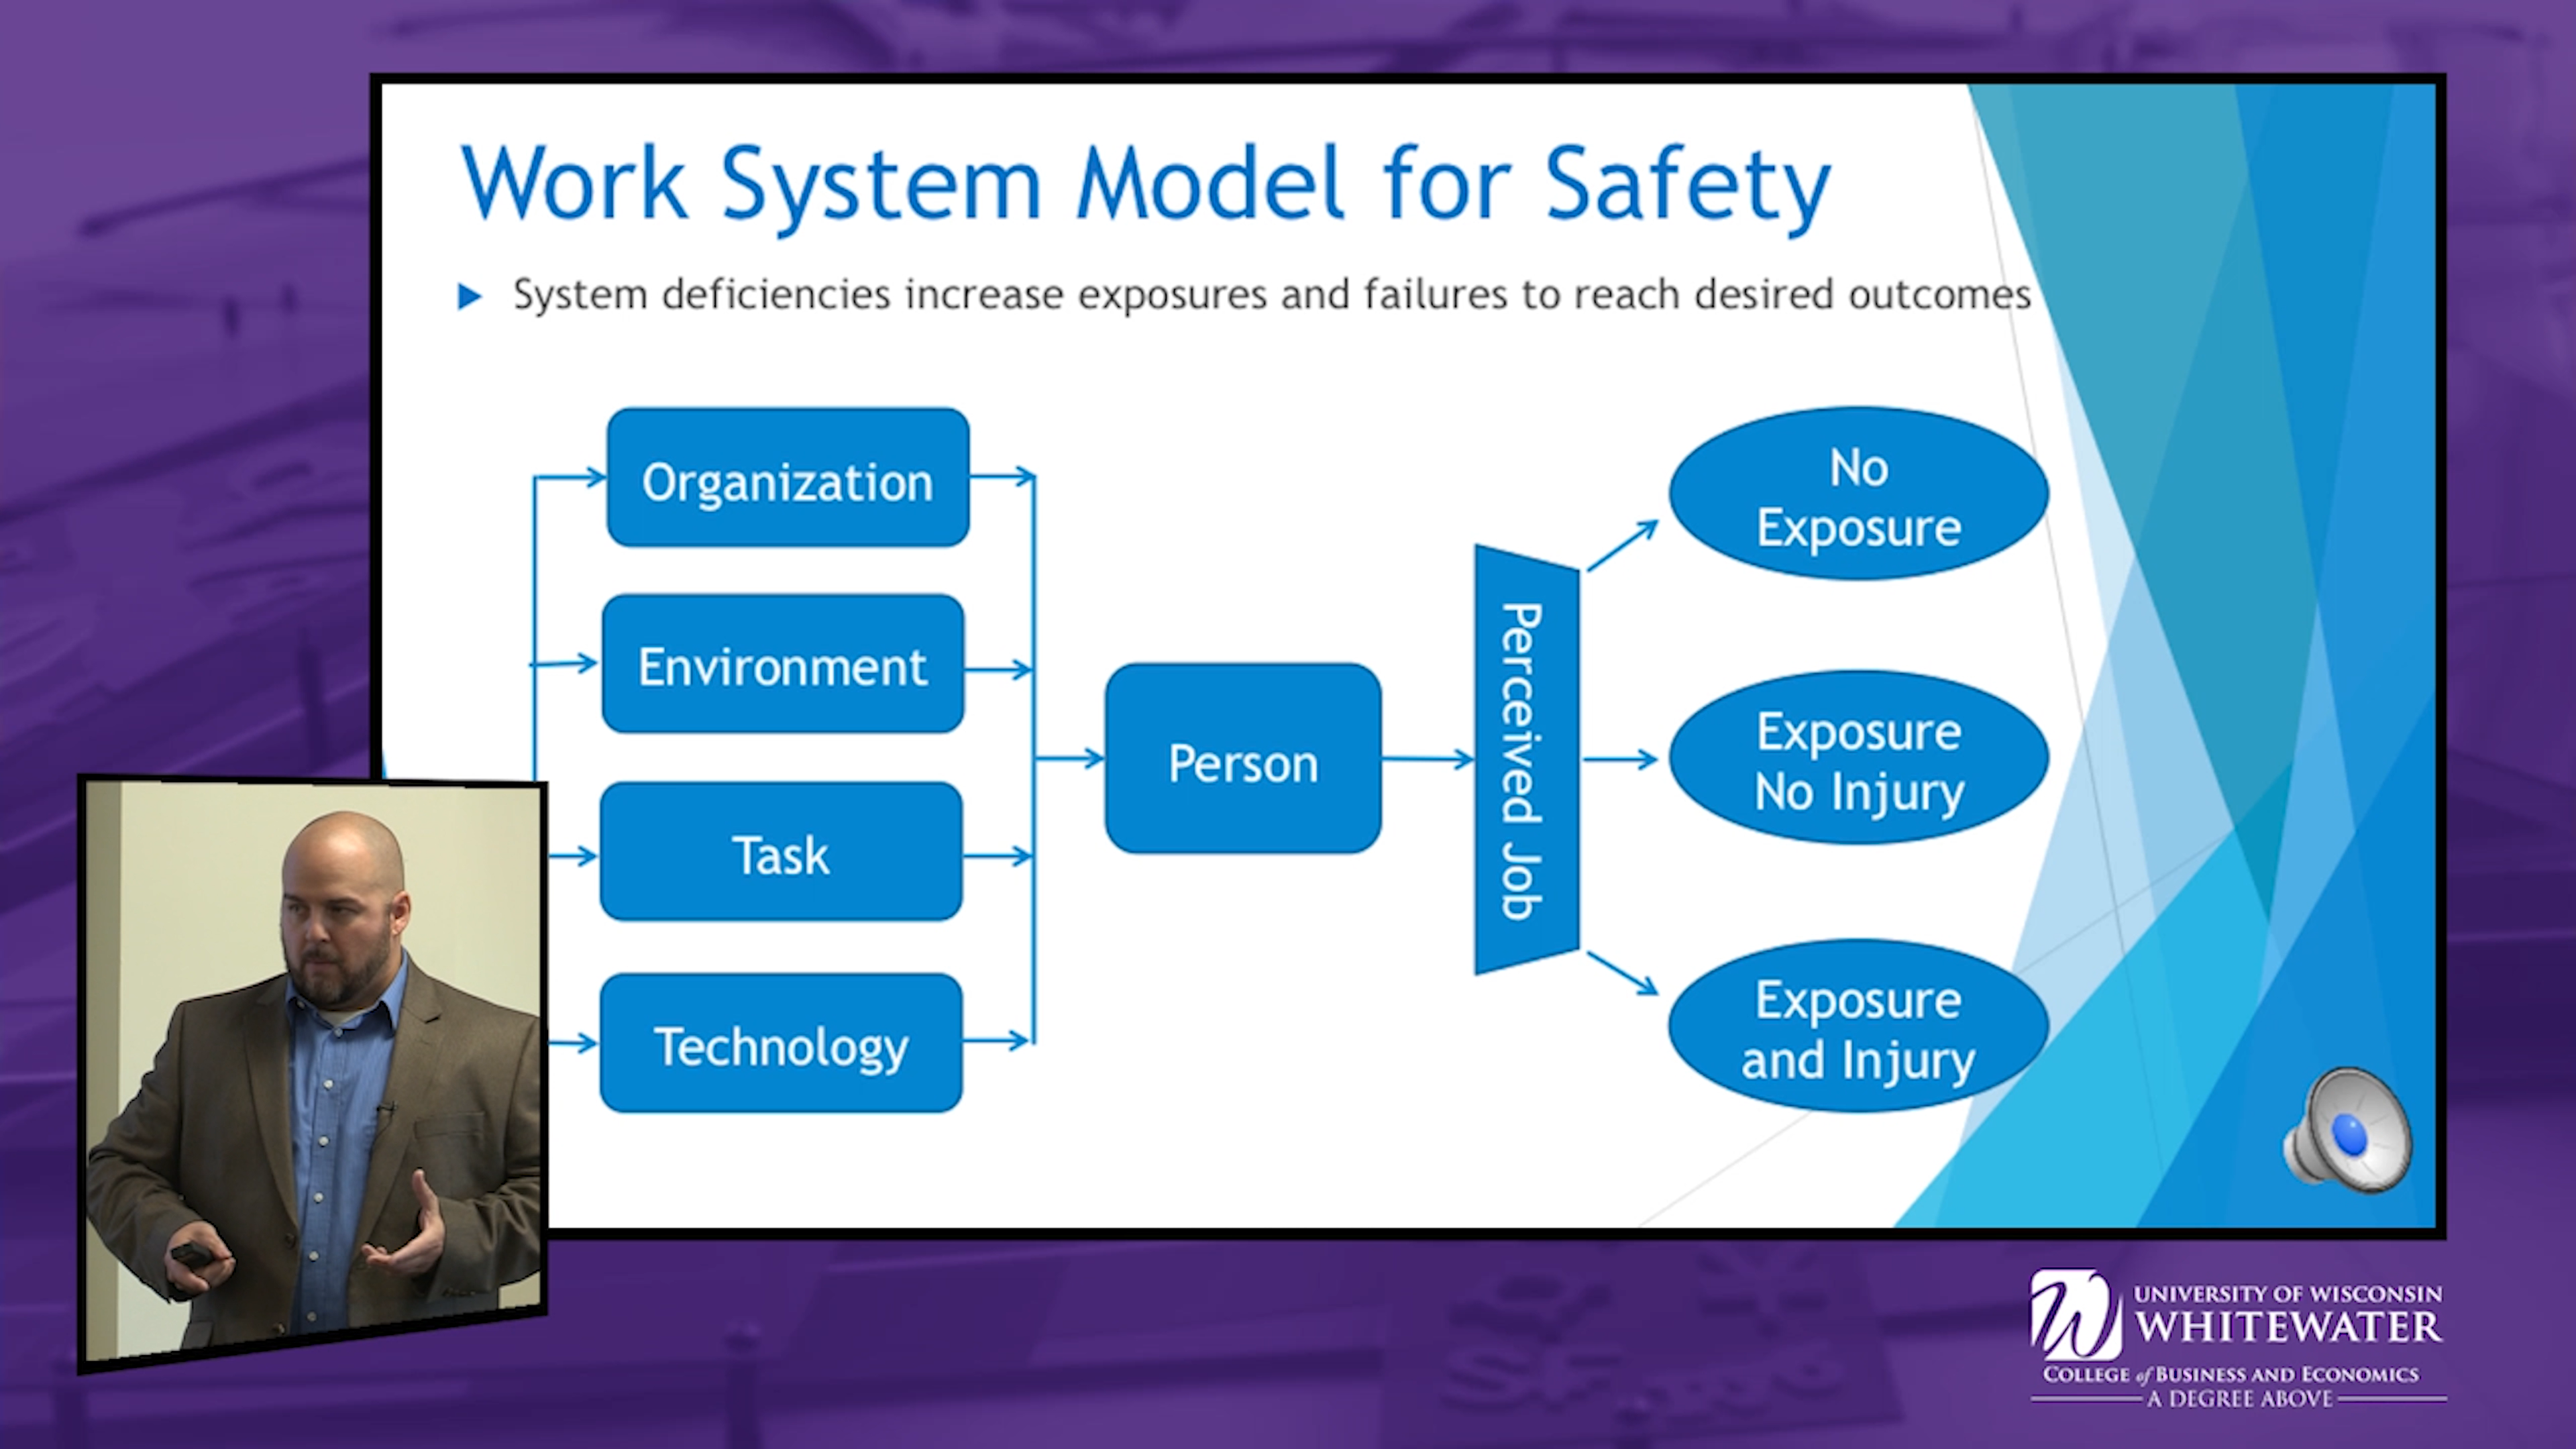 Work System Model for Safety
System deficiencies increase exposures and failures to reach desired outcomes
Organization
Environment
Task
Technology
Person
Perceived Job
No
Exposure
Exposure
No Injury
Exposure
and Injury
W
UNIVERSITY OF WISCONSIN
WHITEWATER
COLLEGE of BUSINESS AND ECONOMICS
A DEGREE ABOVE